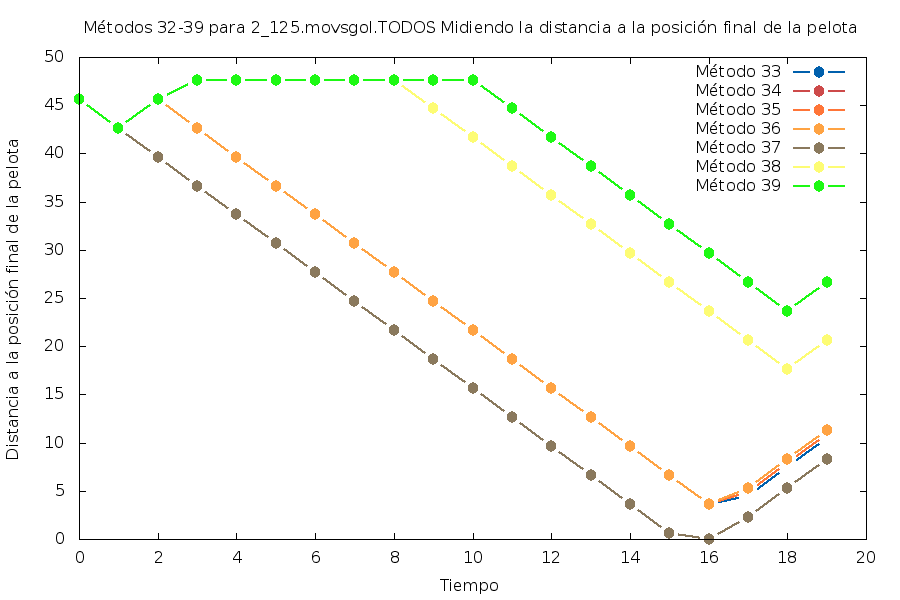 Métodos 32-39 para 2_125.movsgol.TODOS Midiendo la distancia a la posición final de la pelota
Distancia a la posición final de la pelota
50
45
40
35
30
25
20
15
10
5
0
Método 33
Método 34
Método 35
Método 36
Método 37
Método 38
Método 39
0 2 4 6 8 10 12 14 16 18 20
Tiempo